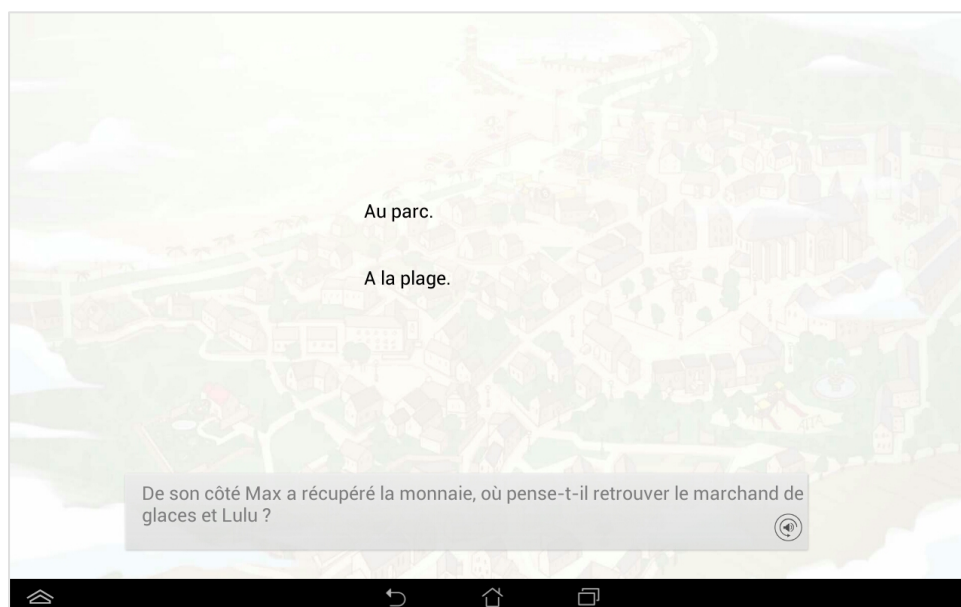 Au parc.
A la plage.
De son côté Max a récupéré la monnaie, où pense-t-il retrouver le marchand de
glaces et Lulu ?